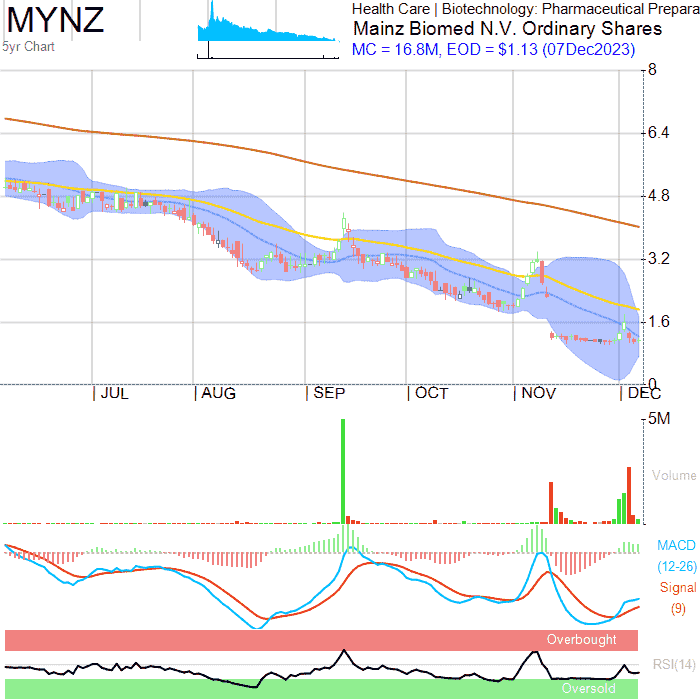 MYNZ
5yr Chart
Health Care | Biotechnology: Pharmaceutical Prepara
Mainz Biomed N.V. Ordinary Shares
MC = 16.8M, EOD = $1.13 (07Dec2023)
8
6.4
4.8
3.2
1.6
0
JUL
AUG
SEP
OCT
NOV
DEC
5M
Volume
MACD
(12-26)
Signal
(9)
Overbought
RSI(14)
Oversold